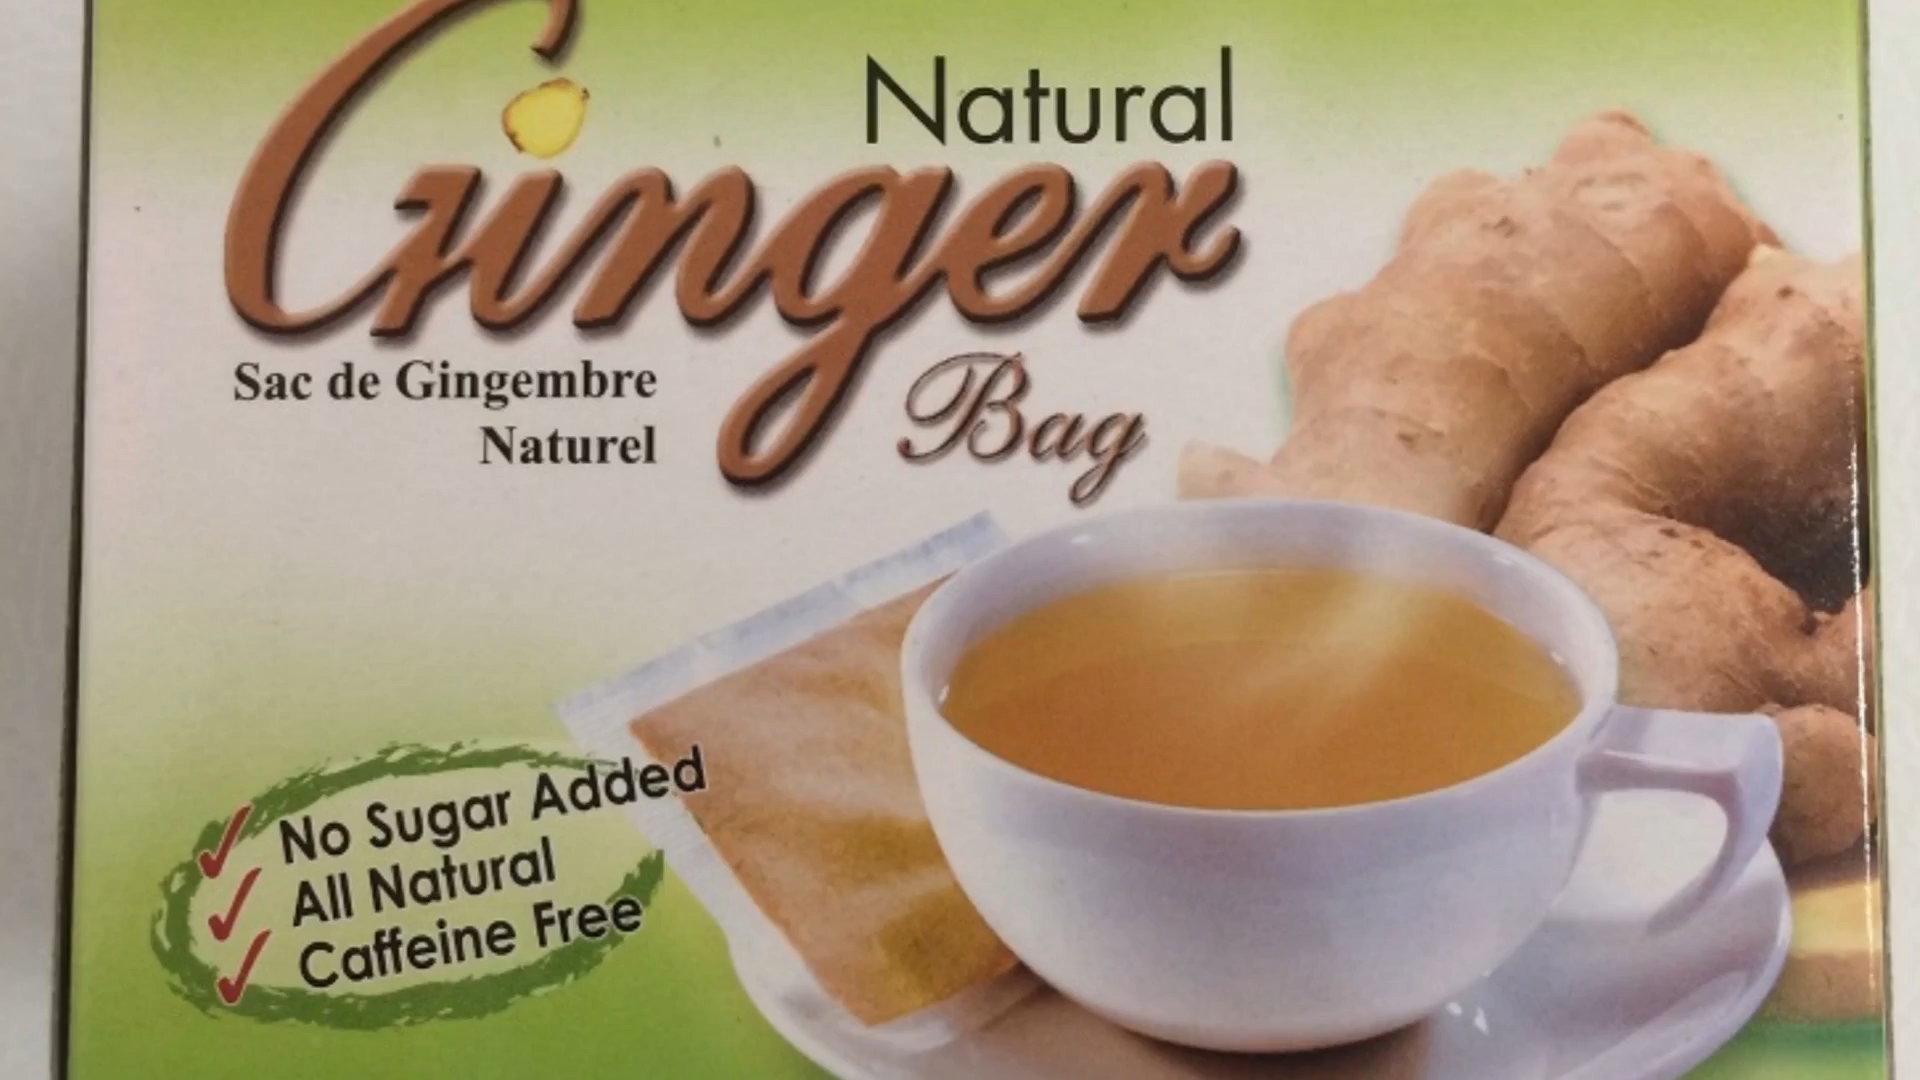 Natural
Ginger
Sac de Gingembre
Naturel
Bag
No Sugar Added
All Natural
Caffeine Free